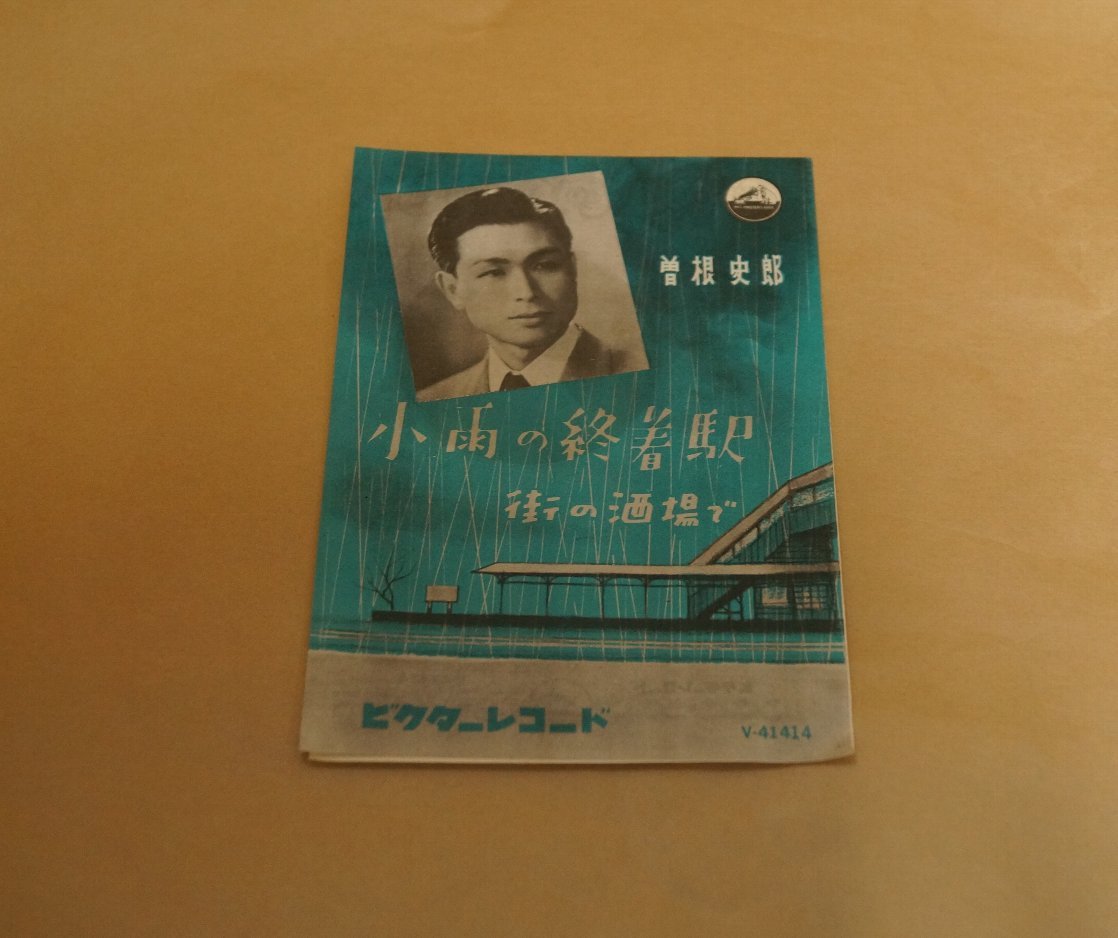 曽根史郎
小雨の終着駅
街の酒場で
ビクターレコード
V-41414